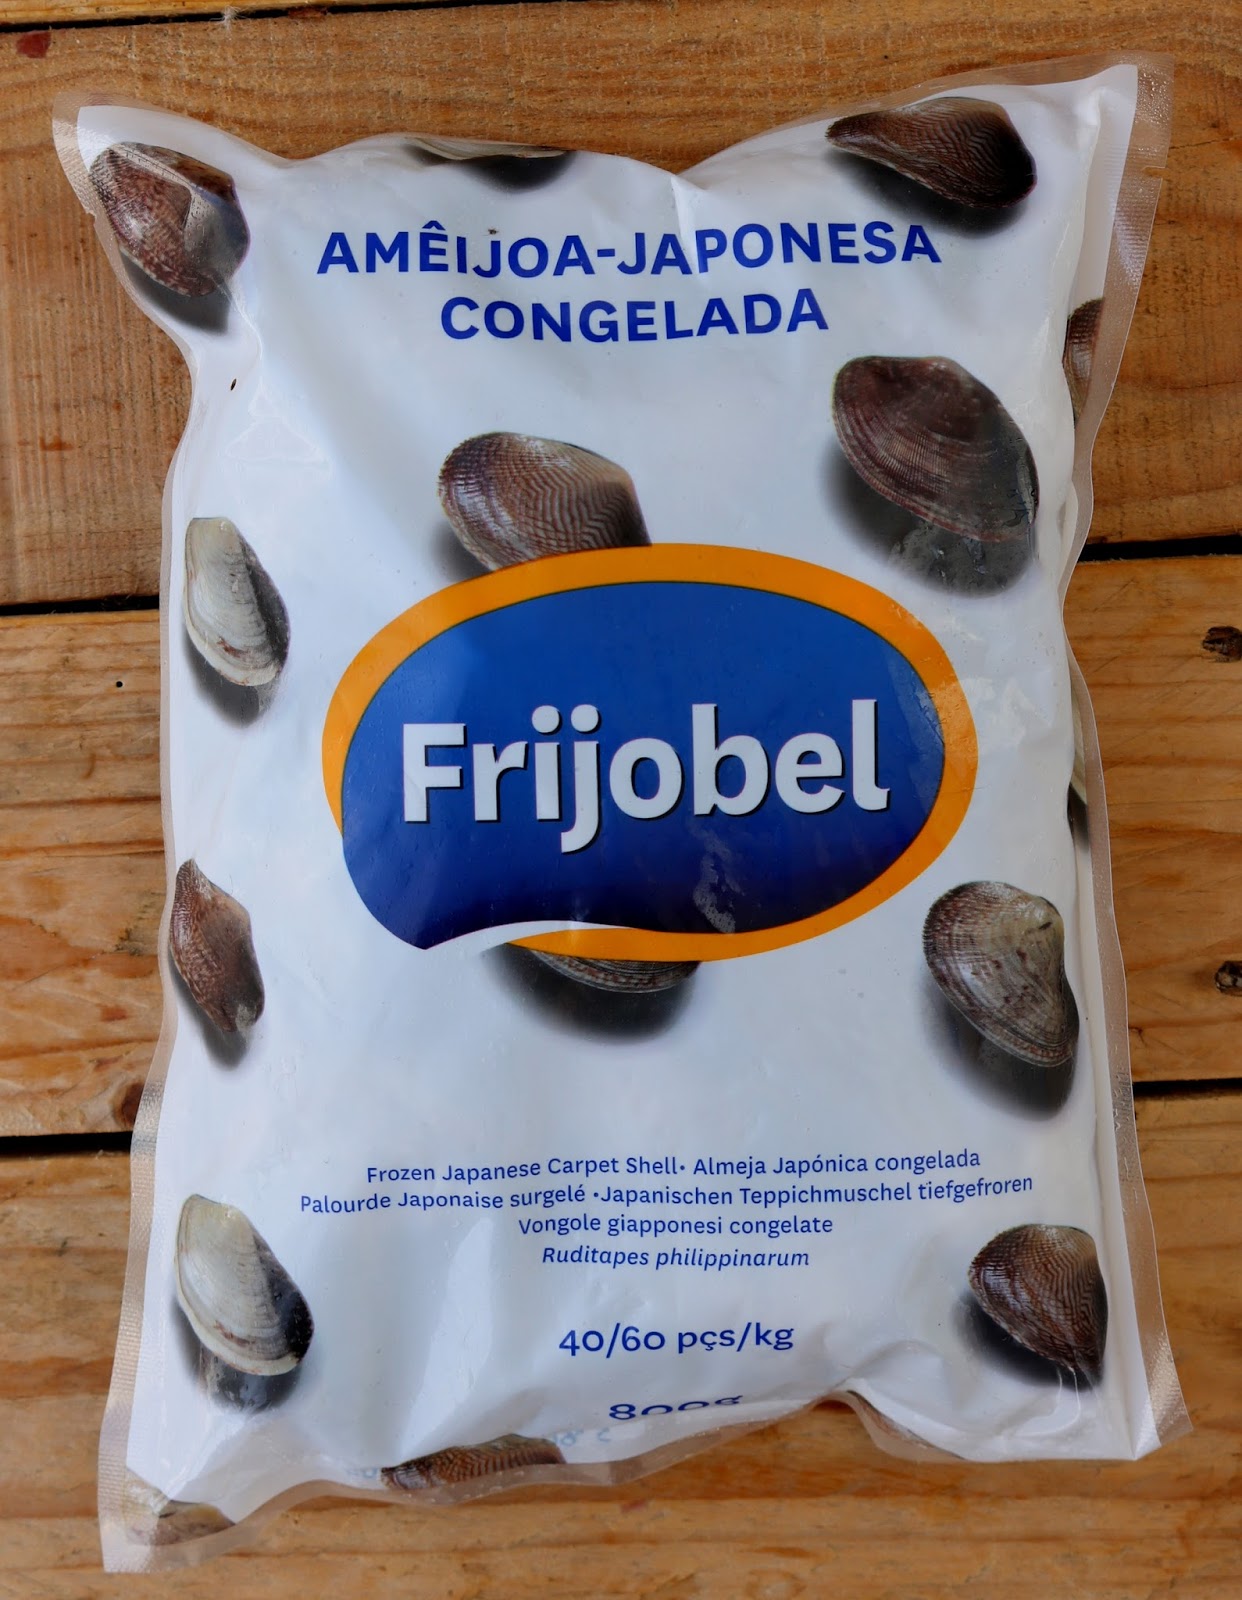 AMÊIJOA-JAPONESA
CONGELADA
Frijobel
Frozen Japanese Carpet Shell• Almeja Japónica congelada
Palourde Japonaise surgelé •Japanischen Teppichmuschel tiefgefroren
Vongole giapponesi congelate
Ruditapes philippinarum
40/60 pçs/kg
800g